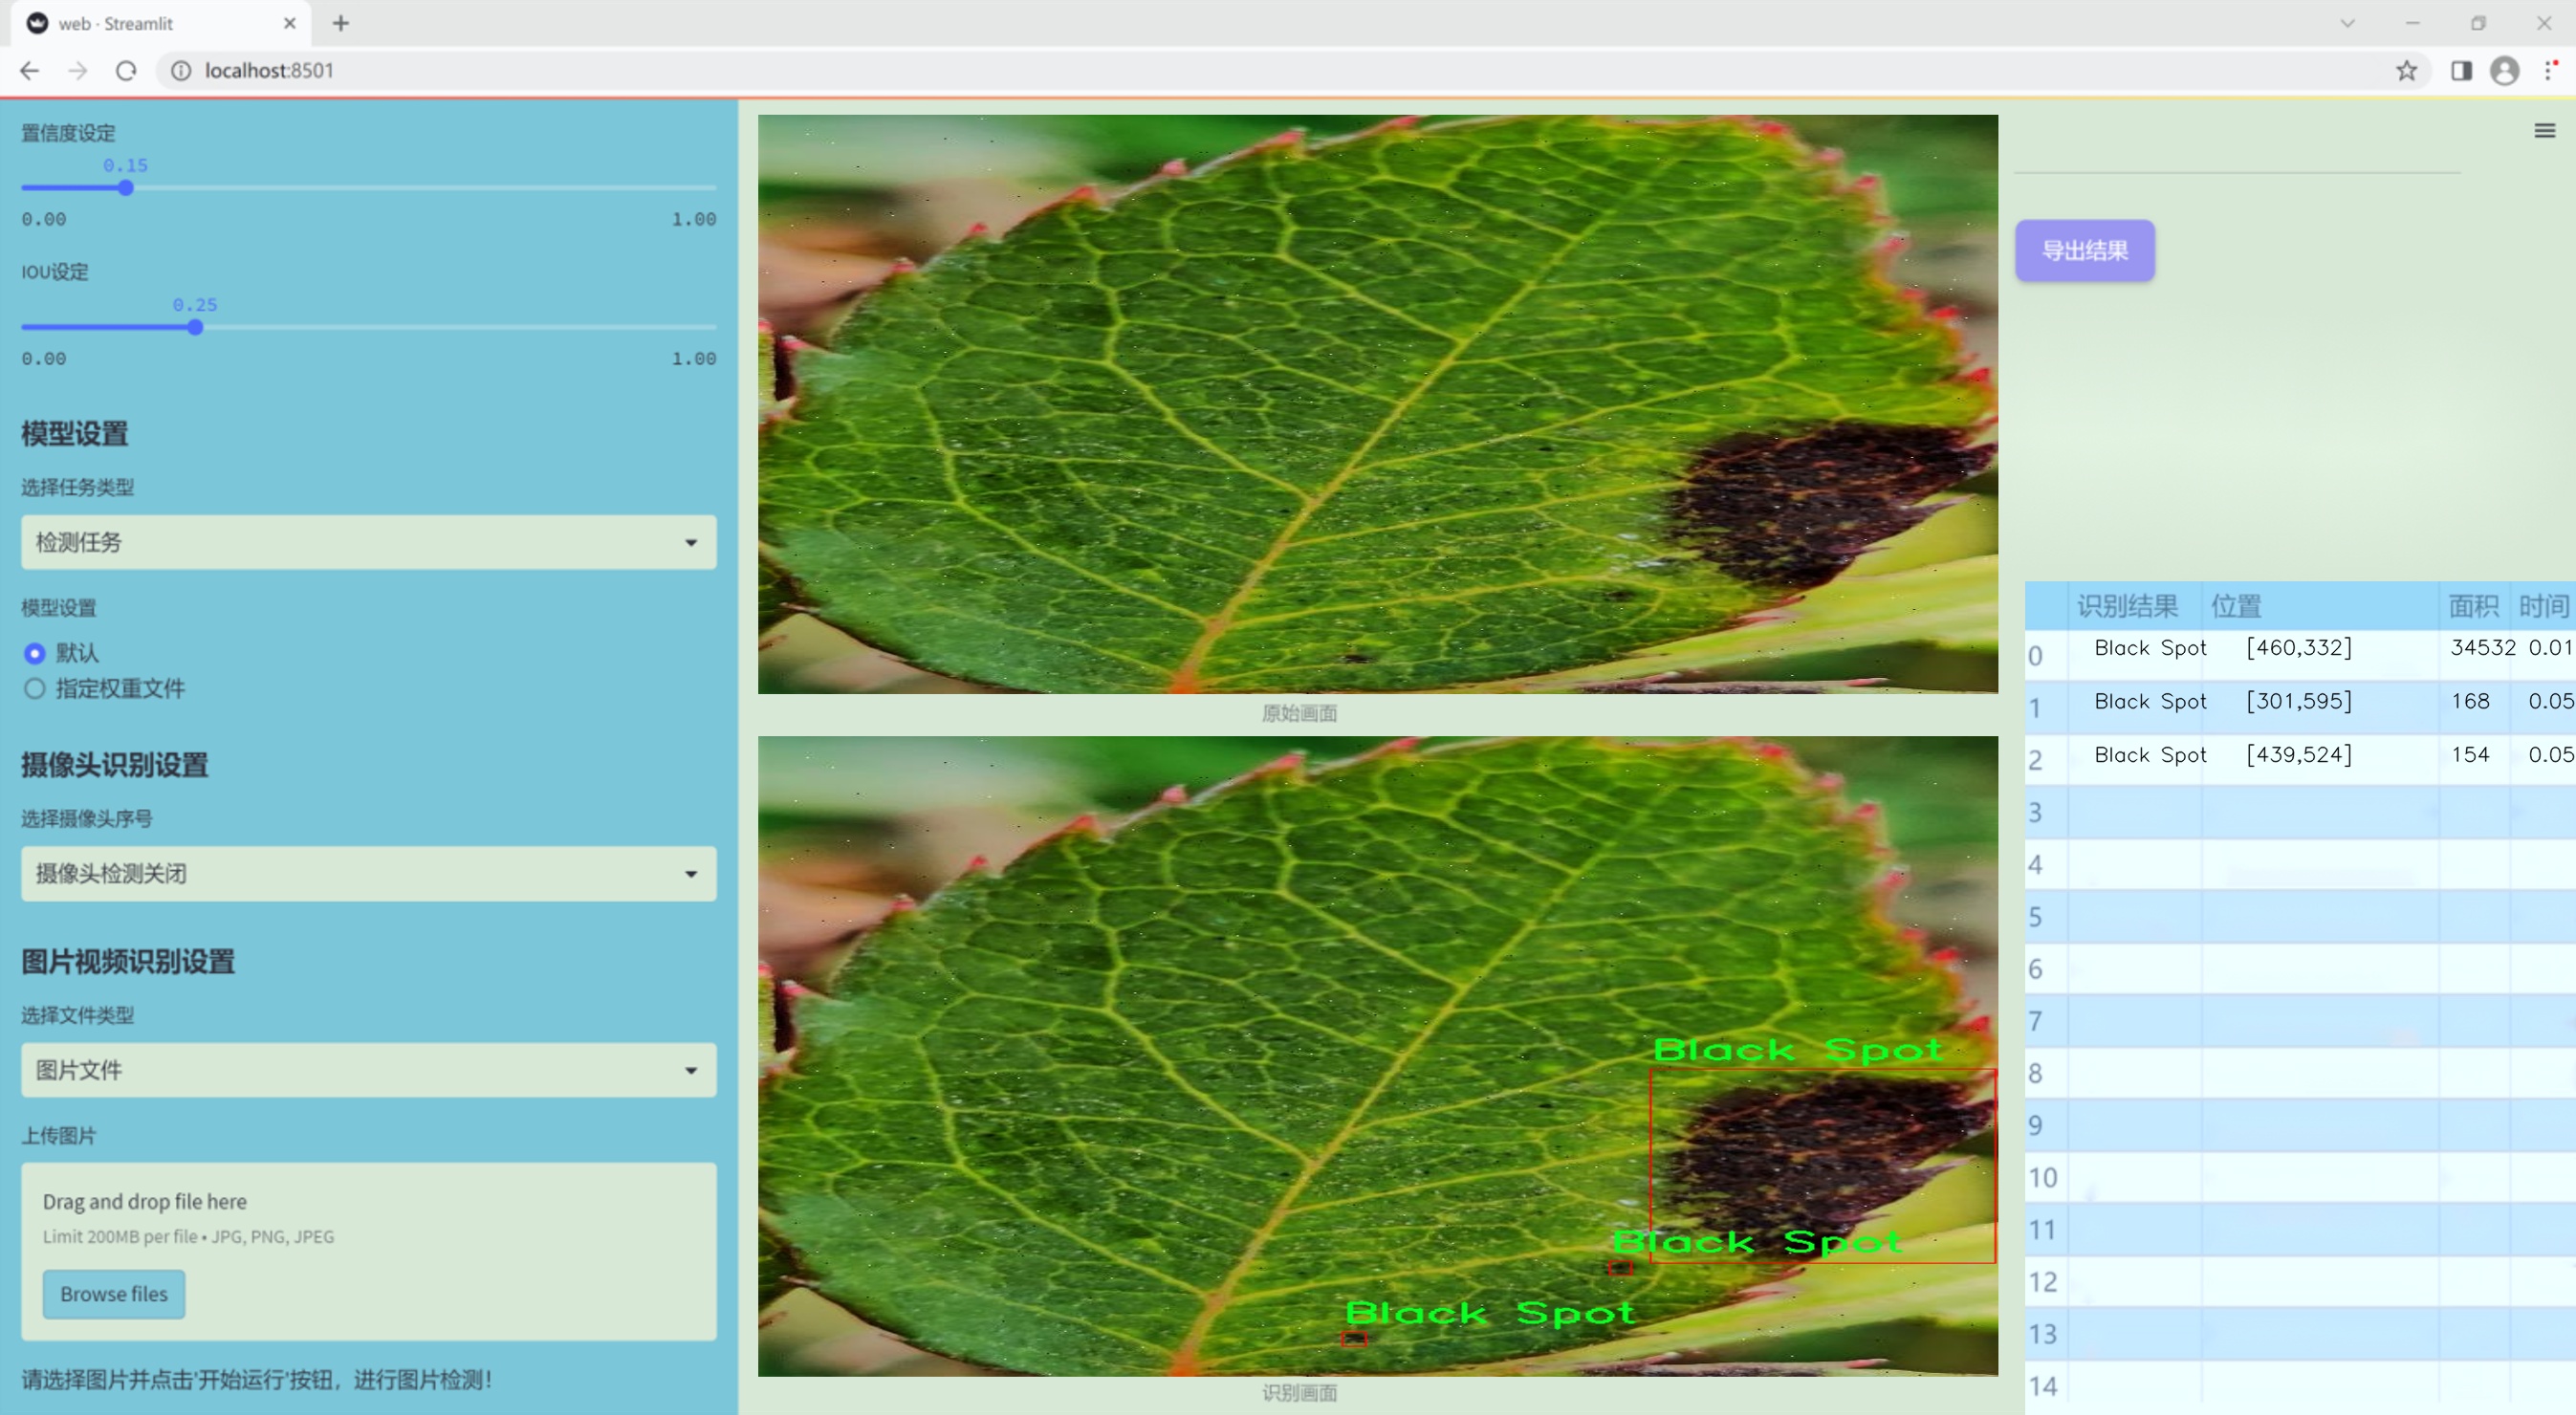 web · Streamlit
localhost:8501
置信度设定
0.15
0.00 1.00
IOU设定
0.25
0.00 1.00
模型设置
选择任务类型
检测任务
模型设置
默认
指定权重文件
摄像头识别设置
选择摄像头序号
摄像头检测关闭
图片视频识别设置
选择文件类型
图片文件
上传图片
Drag and drop file here
Limit 200MB per file • JPG, PNG, JPEG
Browse files
请选择图片并点击'开始运行'按钮，进行图片检测！
原始画面
Black Spot
Black Spot
Black Spot
识别画面
导出结果
识别结果 位置 面积 时间
0 Black Spot [460,332] 34532 0.01
1 Black Spot [301,595] 168 0.05
2 Black Spot [439,524] 154 0.05
3
4
5
6
7
8
9
10
11
12
13
14